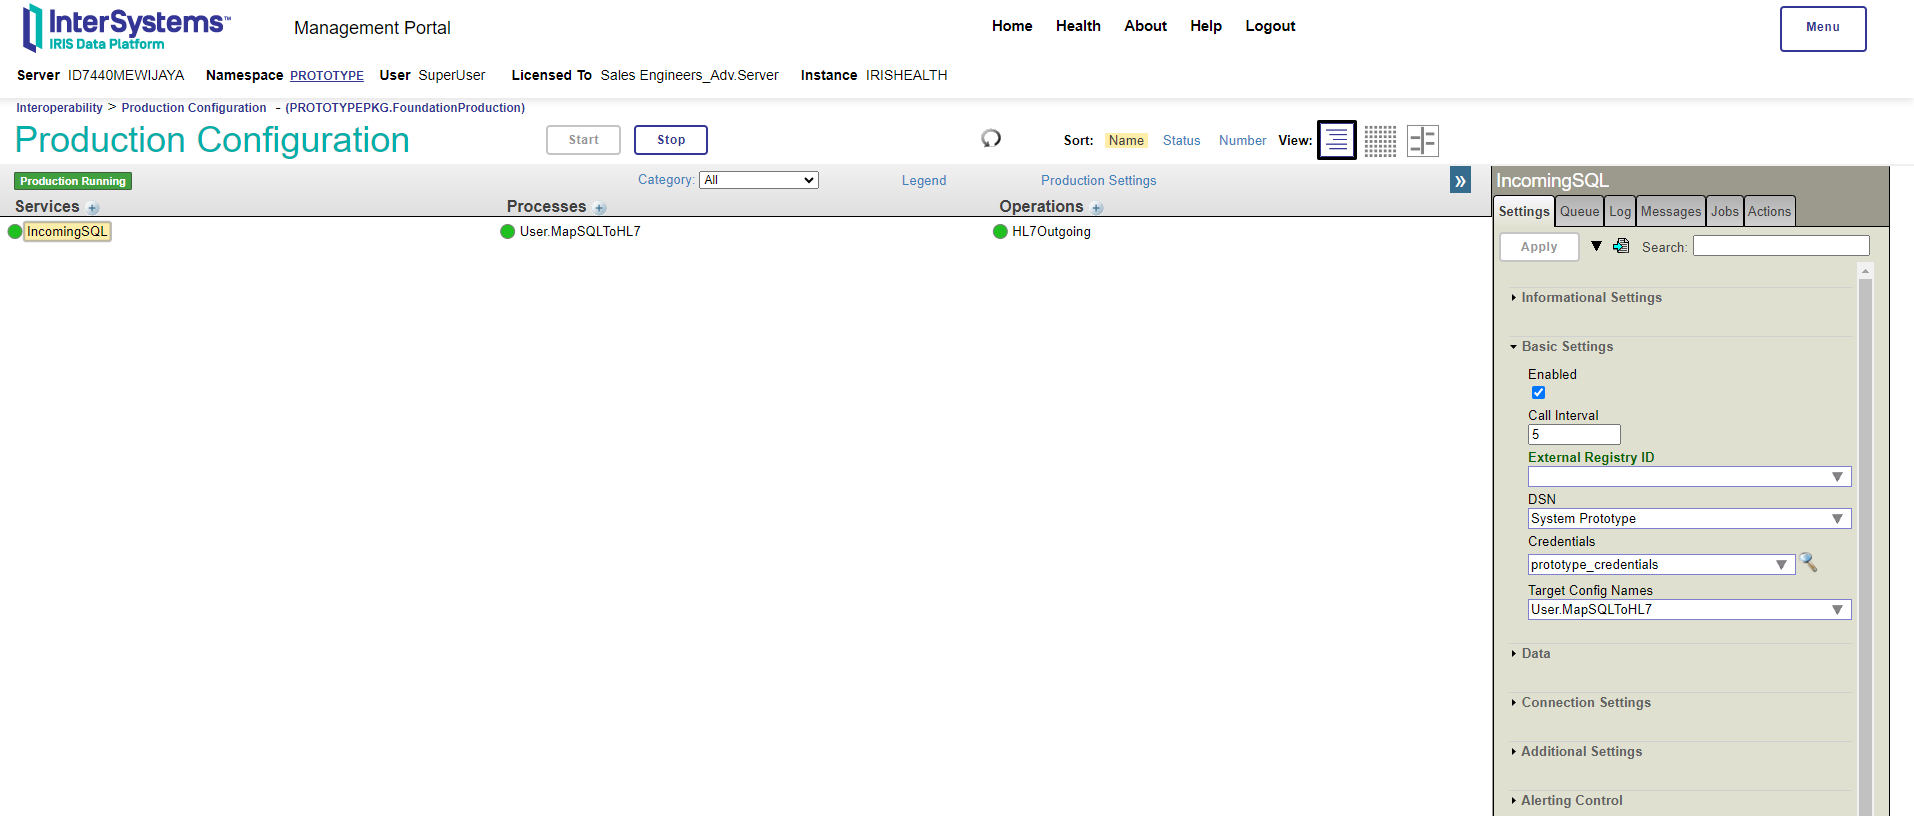 InterSystems™
IRIS Data Platform
Management Portal
Home Health About Help Logout
Menu
Server ID7440MEWIJAYA Namespace PROTOTYPE User SuperUser Licensed To Sales Engineers_Adv.Server Instance IRISHEALTH
Interoperability > Production Configuration - (PROTOTYPEPKG.FoundationProduction)
Production Configuration
Start Stop
Sort: Name Status Number View:
Production Running
Category: All
Legend
Production Settings
»
Services +
Processes +
Operations +
IncomingSQL
User.MapSQLToHL7
HL7Outgoing
IncomingSQL
Settings Queue Log Messages Jobs Actions
Apply
Search:
Informational Settings
Basic Settings
Enabled
Call Interval
5
External Registry ID
DSN
System Prototype
Credentials
prototype_credentials
Target Config Names
User.MapSQLToHL7
Data
Connection Settings
Additional Settings
Alerting Control